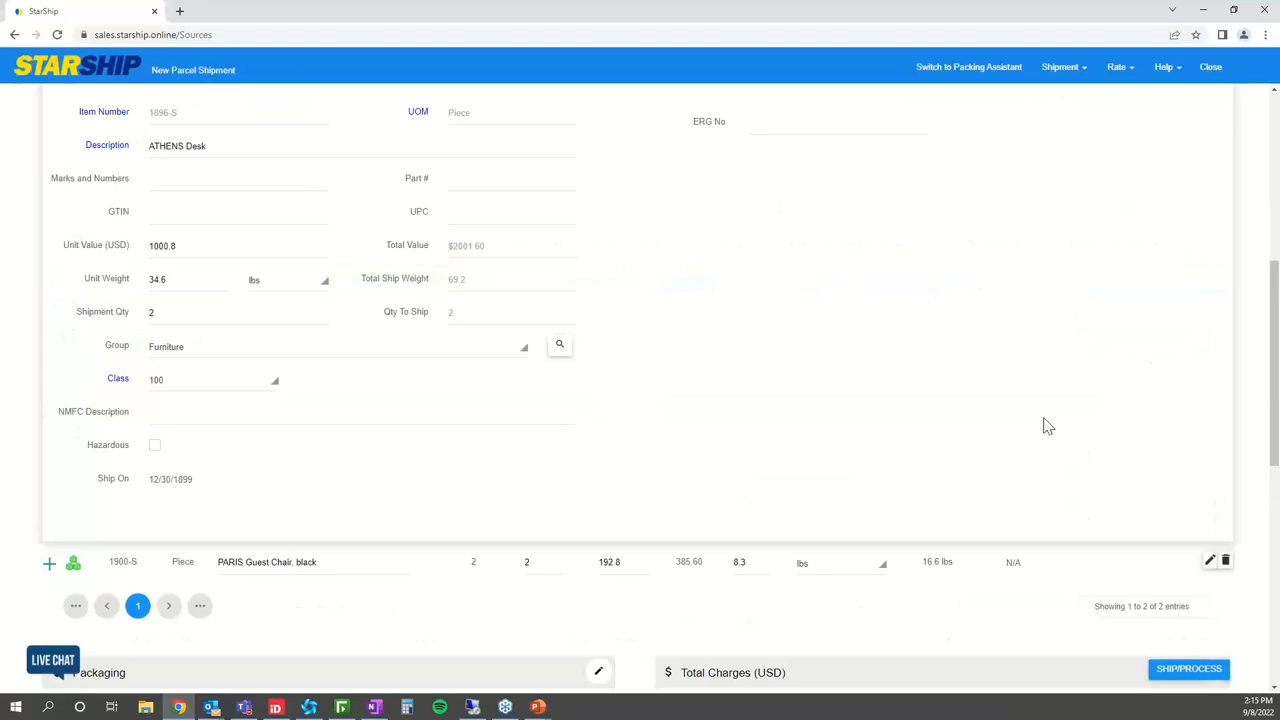 StarShip
sales.starship.online/Sources
STARSHIP New Parcel Shipment Switch to Packing Assistant Shipment Rate Help Close
Item Number 1896-S UOM Piece ERG No.
Description ATHENS Desk
Marks and Numbers Part #
GTIN UPC
Unit Value (USD) 1000.8 Total Value $2001.60
Unit Weight 34.6 lbs Total Ship Weight 69.2
Shipment Qty 2 Qty To Ship 2
Group Furniture
Class 100
NMFC Description
Hazardous
Ship On 12/30/1899
1900-S Piece PARIS Guest Chair, black 2 2 192.8 385.60 8.3 lbs 16.6 lbs N/A
1 Showing 1 to 2 of 2 entries
LIVE CHAT
Packaging $ Total Charges (USD) SHIP/PROCESS
2:15 PM
9/8/2022